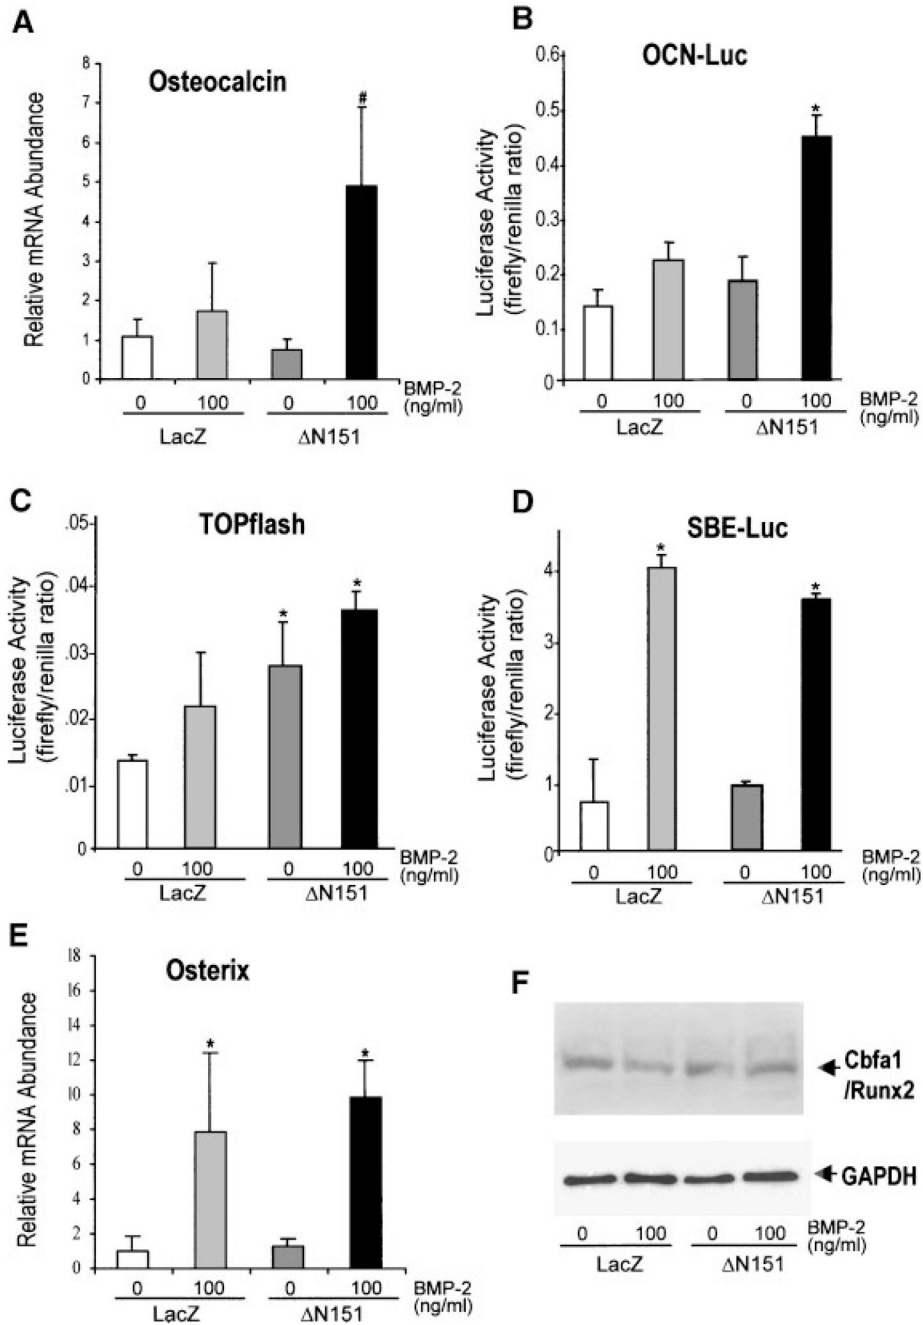 A
Osteocalcin
Relative mRNA Abundance
8
7
6
5
4
3
2
1
0
#
0 100 0 100 BMP-2
(ng/ml)
LacZ ΔN151
B
OCN-Luc
Luciferase Activity
(firefly/renilla ratio)
0.6
0.5
0.4
0.3
0.2
0.1
0
*
0 100 0 100 BMP-2
(ng/ml)
LacZ ΔN151
C
TOPflash
Luciferase Activity
(firefly/renilla ratio)
.05
.04
.03
.02
.01
0
* *
0 100 0 100 BMP-2
(ng/ml)
LacZ ΔN151
D
SBE-Luc
Luciferase Activity
(firefly/renilla ratio)
4
3
2
1
0
* *
0 100 0 100 BMP-2
(ng/ml)
LacZ ΔN151
E
Osterix
Relative mRNA Abundance
18
16
14
12
10
8
6
4
2
0
* *
0 100 0 100 BMP-2
(ng/ml)
LacZ ΔN151
F
Cbfa1
/Runx2
GAPDH
0 100 0 100 BMP-2
(ng/ml)
LacZ ΔN151